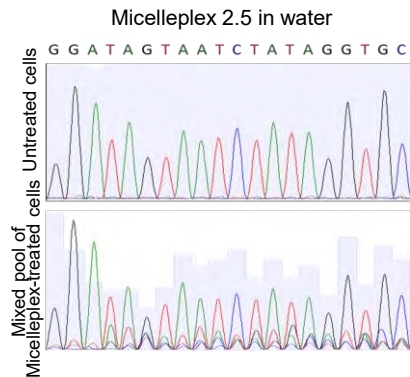 Micelleplex 2.5 in water
G G A T A G T A A T C T A T A G G T G C
Untreated cells
Mixed pool of
Micelleplex-treated cells